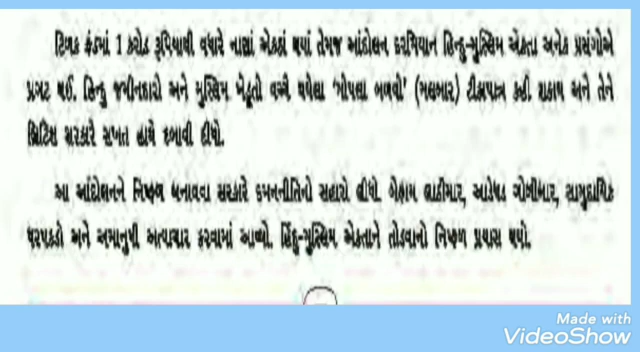 ટિળક ફંડમાં 1 કરોડ રૂપિયાથી વધારે નાણાં એકઠાં થયાં તેમજ આંદોલન દરમિયાન હિન્દુ-મુસ્લિમ એકતા અનેક પ્રસંગોએ
પ્રગટ થઈ. હિન્દુ જમીનદારો અને મુસ્લિમ ખેડૂતો વચ્ચે થયેલા 'મોપલા બળવો' (મલબાર) ટીકાપાત્ર કહી શકાય અને તેને
બ્રિટિશ સરકારે સખત હાથે દબાવી દીધો.
આ આંદોલનને નિષ્ફળ બનાવવા સરકારે દમનનીતિનો સહારો લીધો. બેફામ લાઠીમાર, આડેધડ ગોળીબાર, સામુદાયિક
ધરપકડો અને અમાનુષી અત્યાચાર કરવામાં આવ્યો. હિંદુ-મુસ્લિમ એકતાને તોડવાનો નિષ્ફળ પ્રયાસ થયો.
Made with
VideoShow